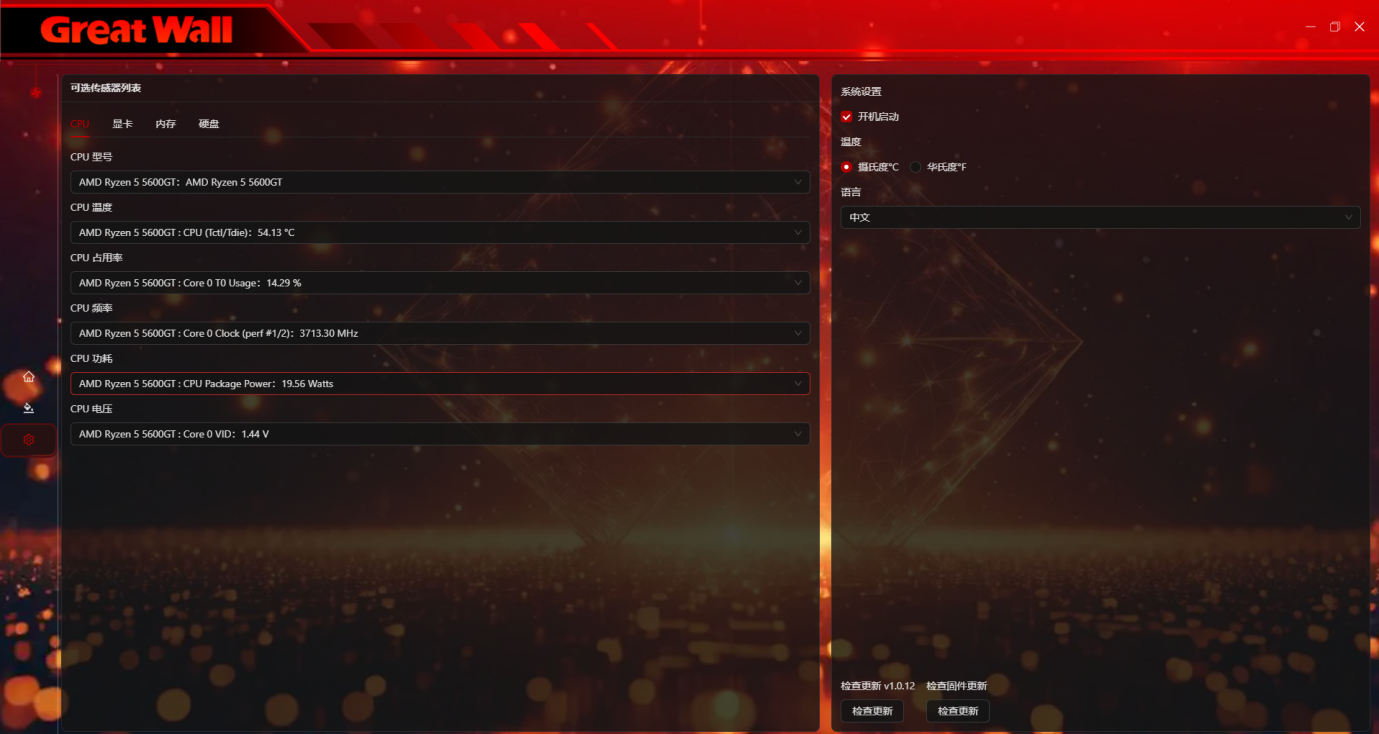 Great Wall
可选传感器列表
CPU 显卡 内存 硬盘
CPU 型号
AMD Ryzen 5 5600GT：AMD Ryzen 5 5600GT
CPU 温度
AMD Ryzen 5 5600GT : CPU (Tctl/Tdie)：54.13 °C
CPU 占用率
AMD Ryzen 5 5600GT : Core 0 T0 Usage：14.29 %
CPU 频率
AMD Ryzen 5 5600GT : Core 0 Clock (perf #1/2)：3713.30 MHz
CPU 功耗
AMD Ryzen 5 5600GT : CPU Package Power：19.56 Watts
CPU 电压
AMD Ryzen 5 5600GT : Core 0 VID：1.44 V
系统设置
开机启动
温度
摄氏度°C 华氏度°F
语言
中文
检查更新 v1.0.12 检查固件更新
检查更新 检查更新